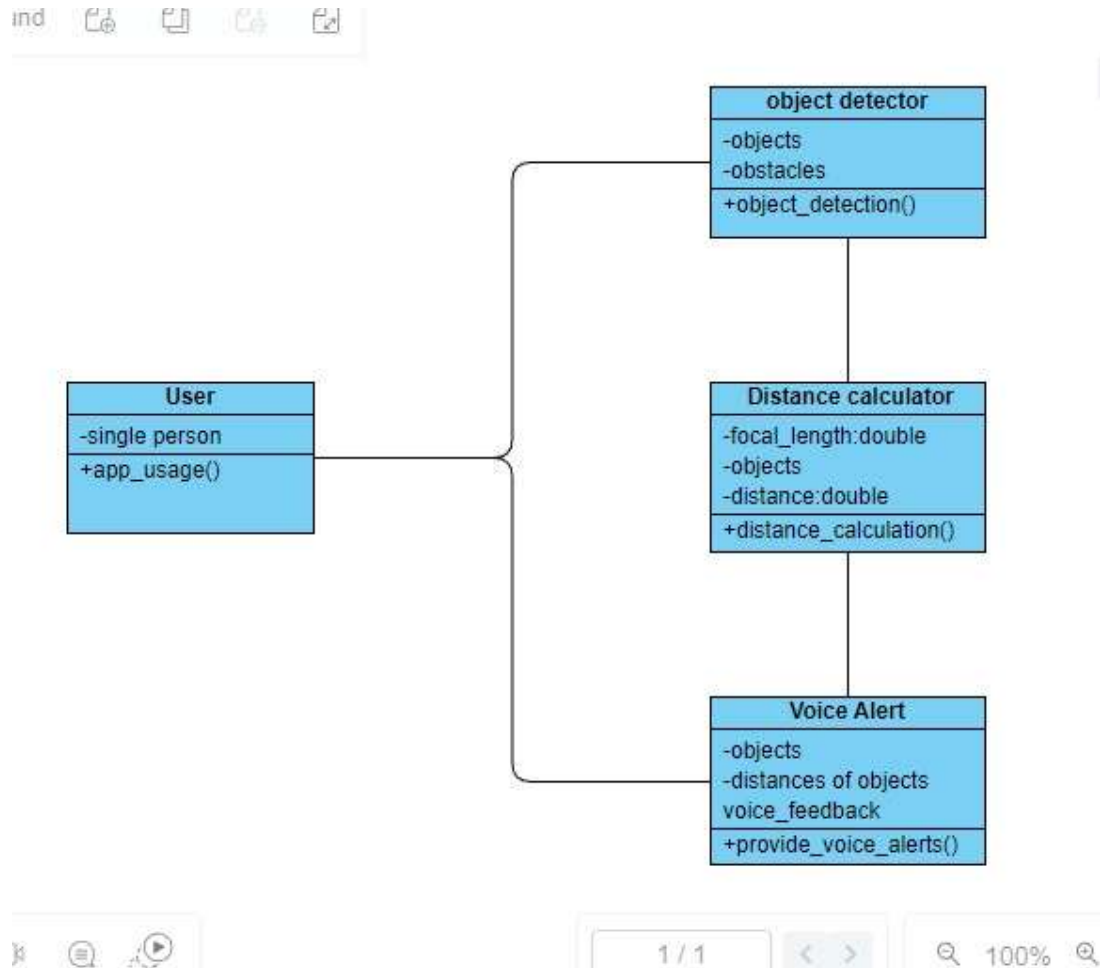 und
object detector
-objects
-obstacles
+object_detection()
User
-single person
+app_usage()
Distance calculator
-focal_length:double
-objects
-distance:double
+distance_calculation()
Voice Alert
-objects
-distances of objects
voice_feedback
+provide_voice_alerts()
1 / 1
100%